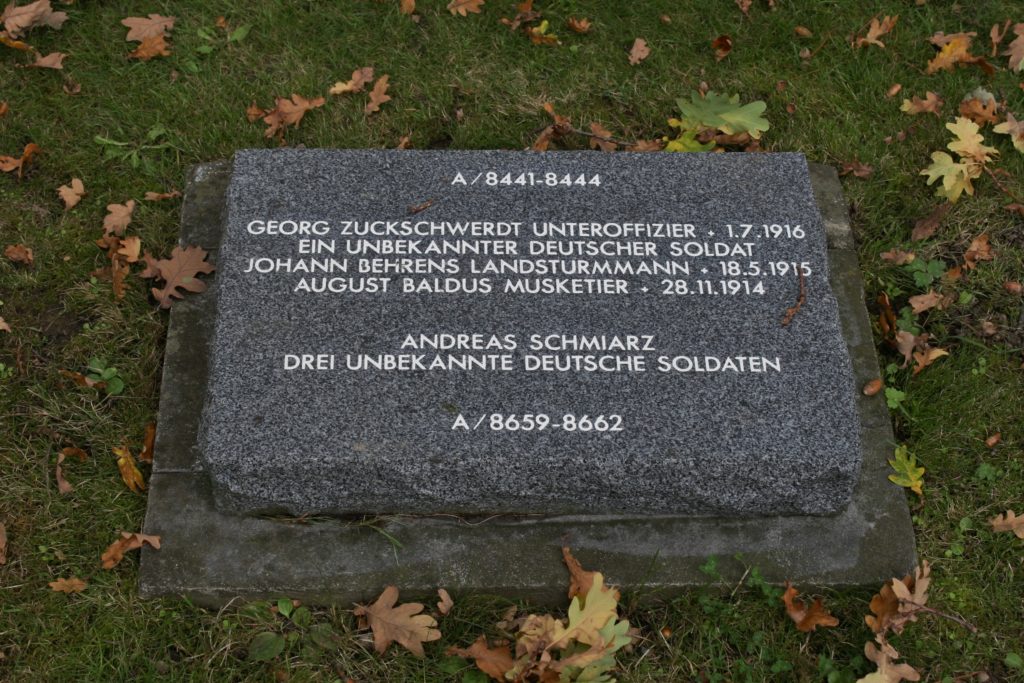 A/8441-8444
GEORG ZUCKSCHWERDT UNTEROFFIZIER + 1.7.1916
EIN UNBEKANNTER DEUTSCHER SOLDAT
JOHANN BEHRENS LANDSTURMMANN + 18.5.1915
AUGUST BALDUS MUSKETIER + 28.11.1914
ANDREAS SCHMIARZ
DREI UNBEKANNTE DEUTSCHE SOLDATEN
A/8659-8662